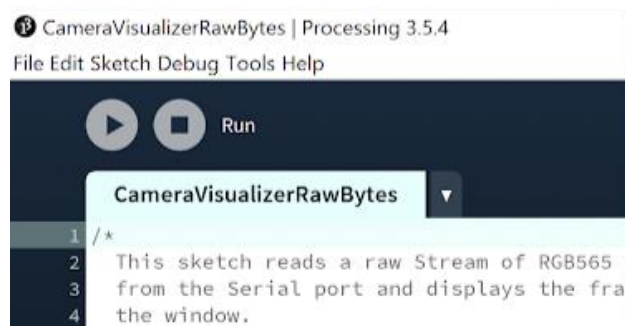 CameraVisualizerRawBytes | Processing 3.5.4
File Edit Sketch Debug Tools Help
Run
CameraVisualizerRawBytes
1 /*
2 This sketch reads a raw Stream of RGB565
3 from the Serial port and displays the fra
4 the window.